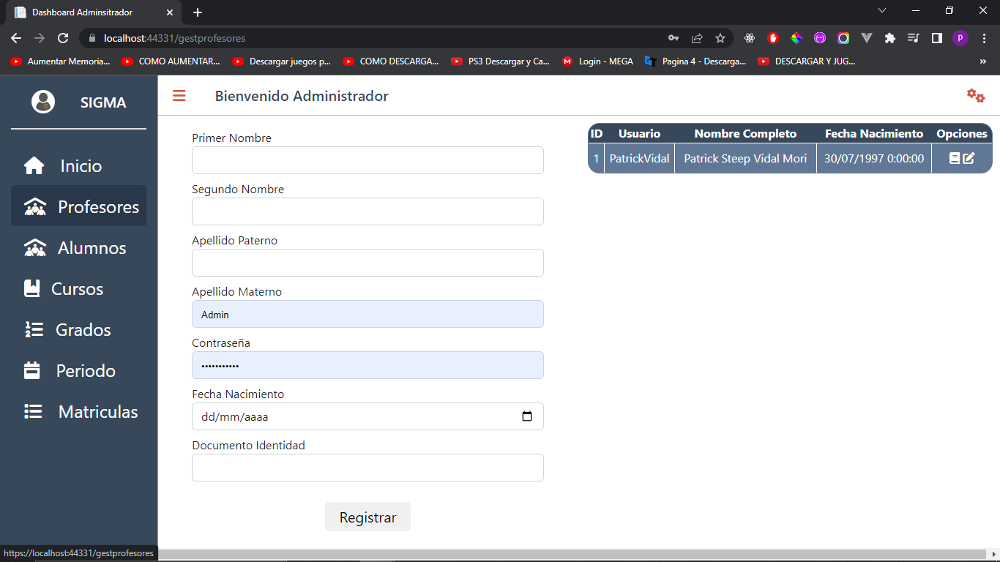 Dashboard Adminsitrador
localhost:44331/gestprofesores
p
Aumentar Memoria... COMO AUMENTAR... Descargar juegos p... COMO DESCARGA... PS3 Descargar y Ca... Login - MEGA Pagina 4 - Descarga... DESCARGAR Y JUG... »
SIGMA
Inicio
Profesores
Alumnos
Cursos
Grados
Periodo
Matriculas
Bienvenido Administrador
Primer Nombre
Segundo Nombre
Apellido Paterno
Apellido Materno
Admin
Contraseña
•••••••••••
Fecha Nacimiento
dd/mm/aaaa
Documento Identidad
Registrar
ID Usuario Nombre Completo Fecha Nacimiento Opciones
1 PatrickVidal Patrick Steep Vidal Mori 30/07/1997 0:00:00
https://localhost:44331/gestprofesores